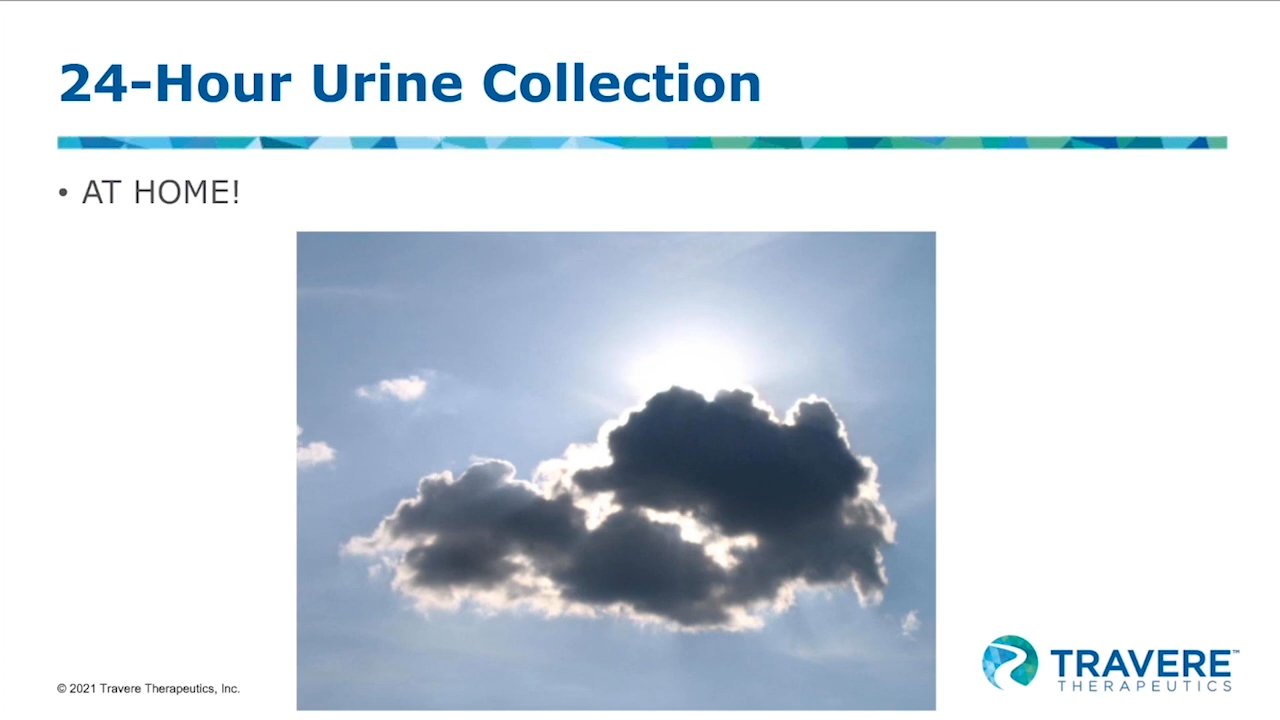 24-Hour Urine Collection
• AT HOME!
© 2021 Travere Therapeutics, Inc.
TRAVERE™
THERAPEUTICS